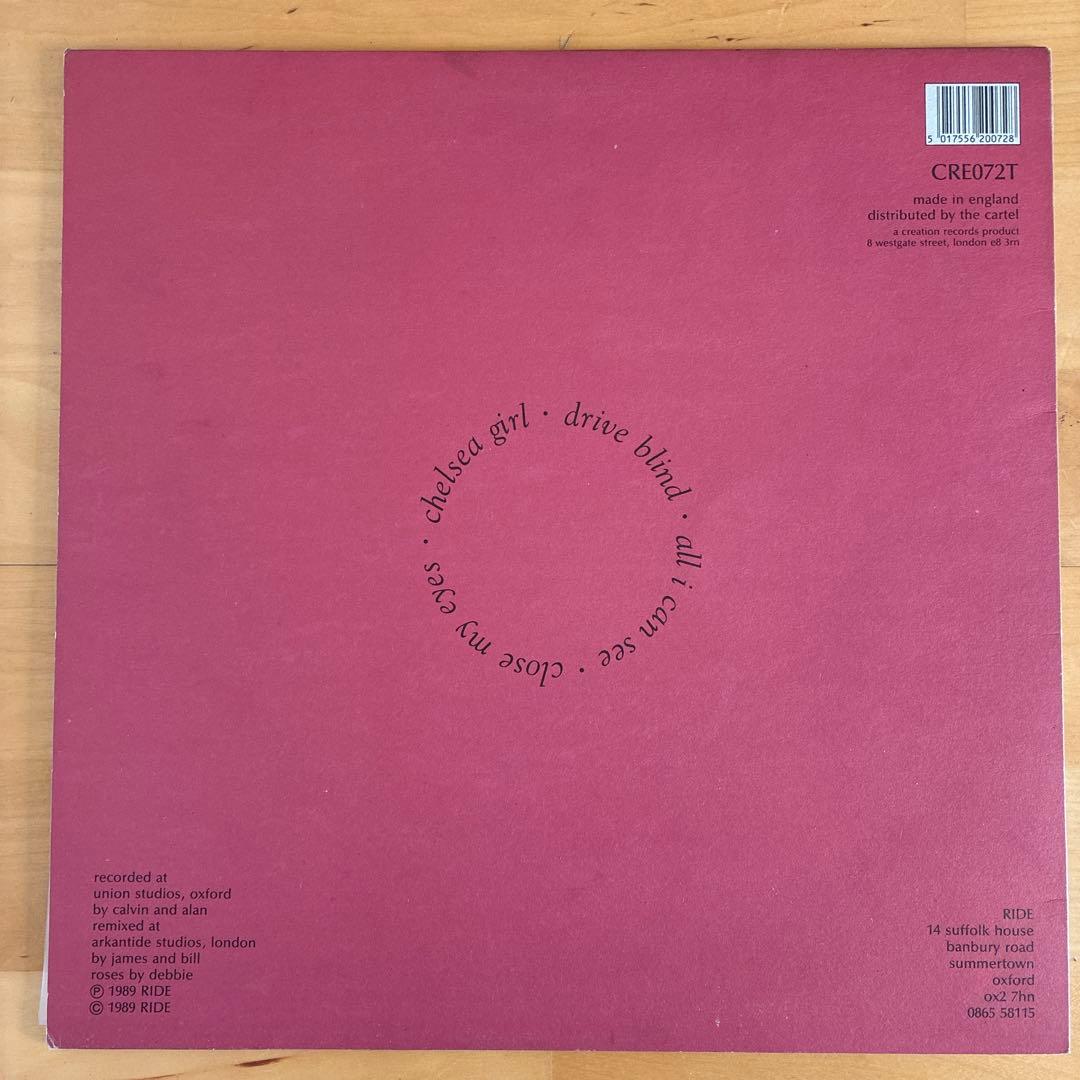 5 017556 200728
CRE072T
made in england
distributed by the cartel
a creation records product
8 westgate street, london e8 3rn
chelsea girl • drive blind • all i can see • close my eyes •
recorded at
union studios, oxford
by calvin and alan
remixed at
arkantide studios, london
by james and bill
roses by debbie
℗ 1989 RIDE
© 1989 RIDE
RIDE
14 suffolk house
banbury road
summertown
oxford
ox2 7hn
0865 58115